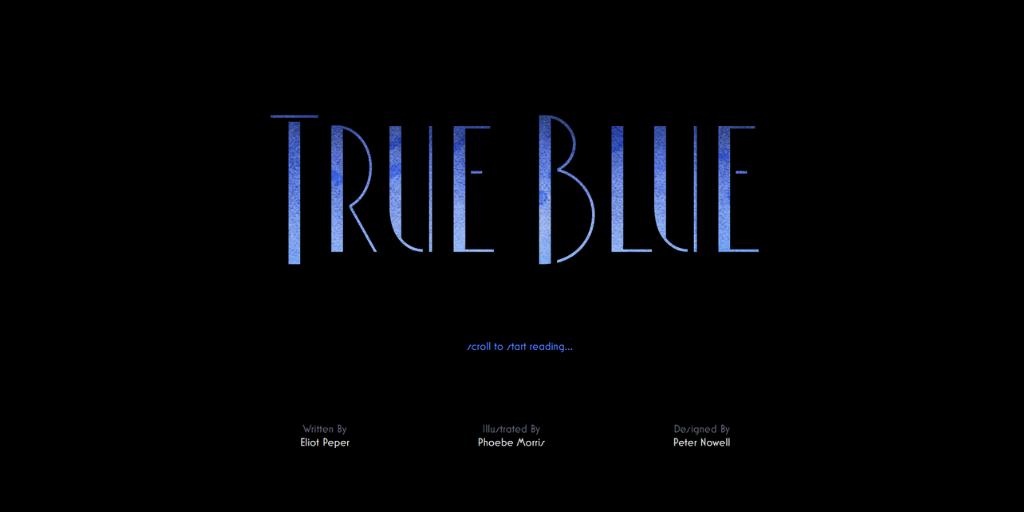 TRUE BLUE
scroll to start reading...
Written By
Eliot Peper
Illustrated By
Phoebe Morris
Designed By
Peter Nowell